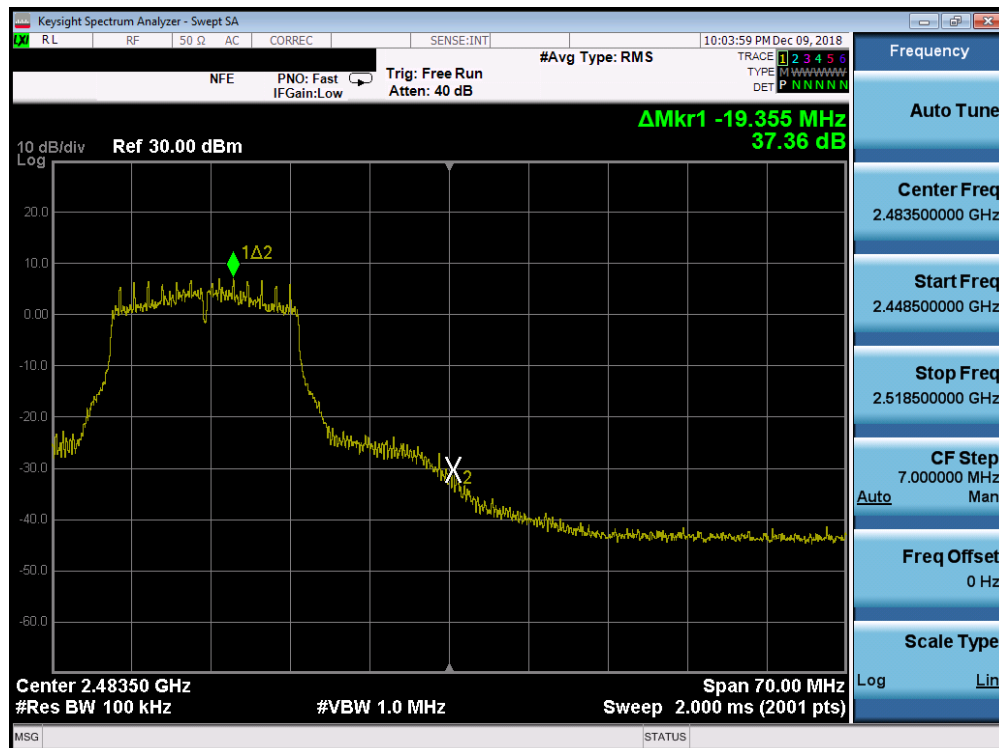 Keysight Spectrum Analyzer - Swept SA
LXI RL RF 50 Ω AC CORREC SENSE:INT 10:03:59 PM Dec 09, 2018
NFE PNO: Fast Trig: Free Run #Avg Type: RMS TRACE 1 2 3 4 5 6
IFGain:Low Atten: 40 dB TYPE M WWWWW
DET P N N N N N
ΔMkr1 -19.355 MHz
37.36 dB
10 dB/div Ref 30.00 dBm
Log
20.0
1Δ2
10.0
0.00
-10.0
-20.0
-30.0
X2
-40.0
-50.0
-60.0
Center 2.48350 GHz Span 70.00 MHz
#Res BW 100 kHz #VBW 1.0 MHz Sweep 2.000 ms (2001 pts)
MSG STATUS
Frequency
Auto Tune
Center Freq
2.483500000 GHz
Start Freq
2.448500000 GHz
Stop Freq
2.518500000 GHz
CF Step
7.000000 MHz
Auto Man
Freq Offset
0 Hz
Scale Type
Log Lin